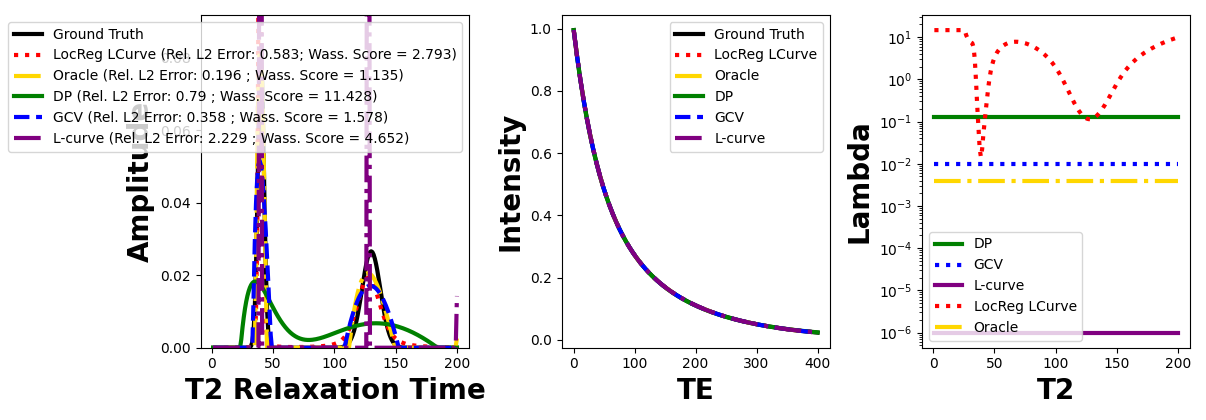 Ground Truth
LocReg LCurve (Rel. L2 Error: 0.583; Wass. Score = 2.793)
Oracle (Rel. L2 Error: 0.196 ; Wass. Score = 1.135)
DP (Rel. L2 Error: 0.79 ; Wass. Score = 11.428)
GCV (Rel. L2 Error: 0.358 ; Wass. Score = 1.578)
L-curve (Rel. L2 Error: 2.229 ; Wass. Score = 4.652)
Amplitude
0.08
0.06
0.04
0.02
0.00
0
50
100
150
200
T2 Relaxation Time
Ground Truth
LocReg LCurve
Oracle
DP
GCV
L-curve
Intensity
1.0
0.8
0.6
0.4
0.2
0.0
0
100
200
300
400
TE
Lambda
10¹
10⁰
10⁻¹
10⁻²
10⁻³
10⁻⁴
10⁻⁵
10⁻⁶
DP
GCV
L-curve
LocReg LCurve
Oracle
0
50
100
150
200
T2